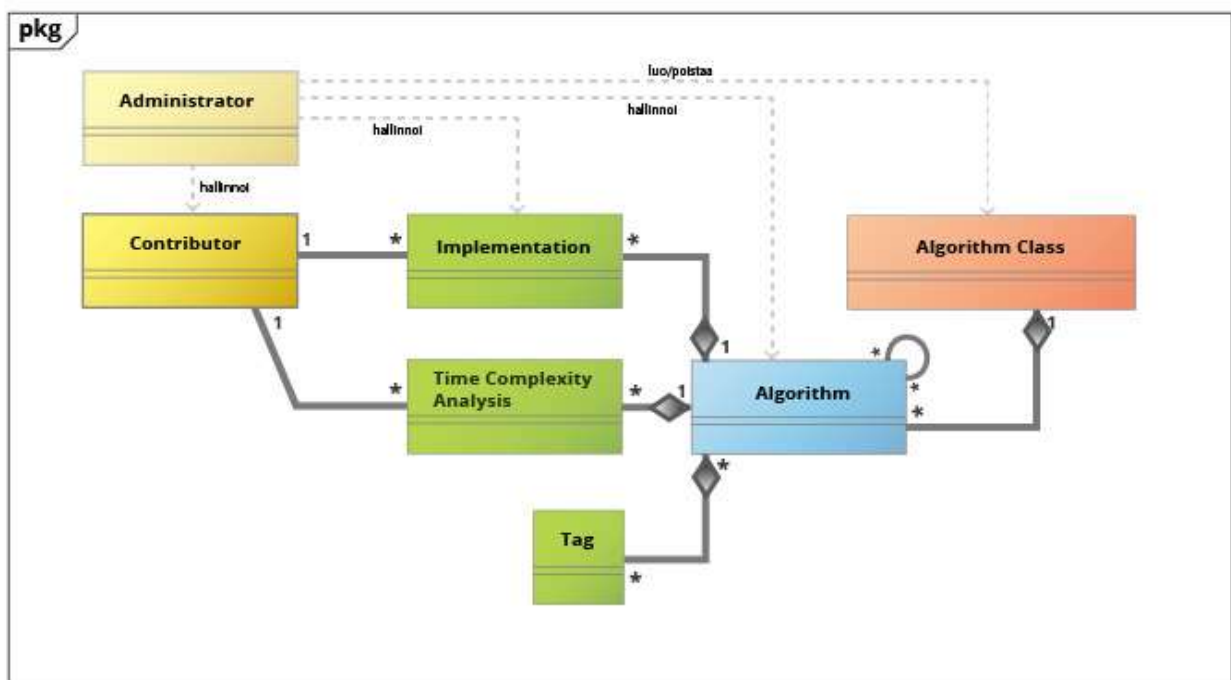 pkg
luo/poistaa
Administrator
hallinnoi
hallinnoi
hallinnoi
Contributor
1
*
Implementation
*
Algorithm Class
1
1
1
*
*
Time Complexity
Analysis
*
*
1
Algorithm
*
*
Tag
*